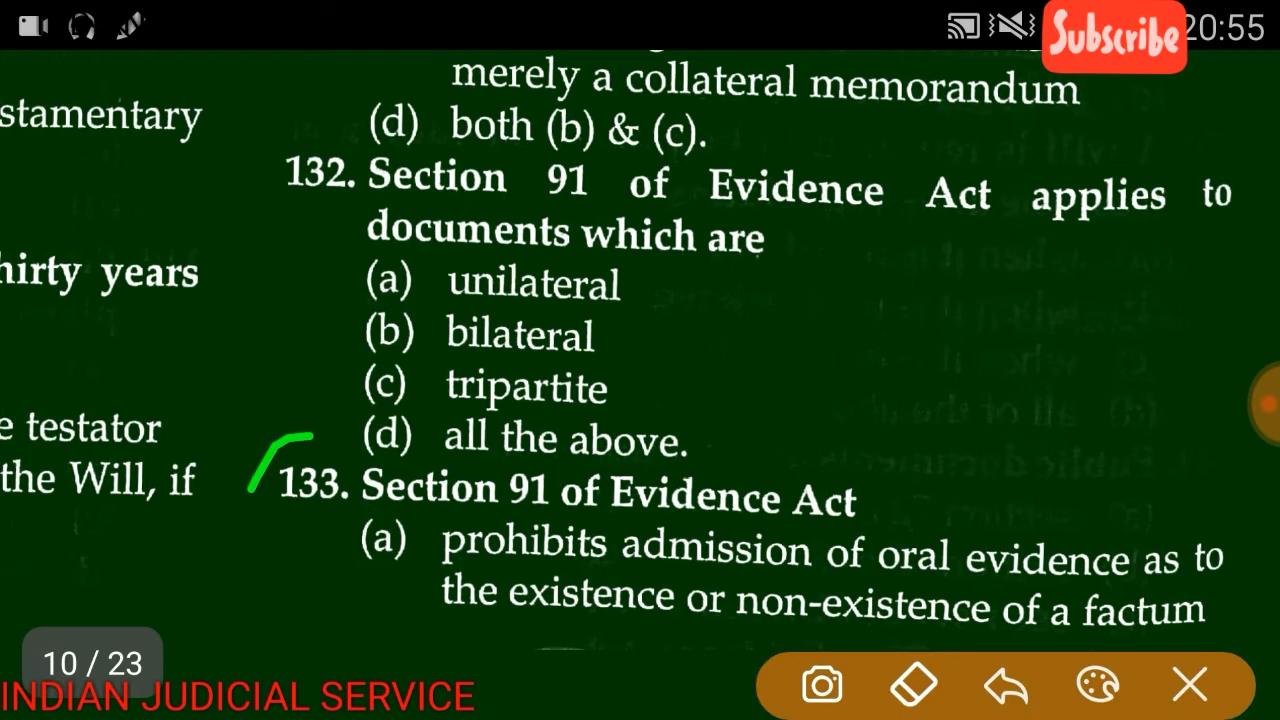 Subscribe
20:55
merely a collateral memorandum
stamentary
(d) both (b) & (c).
132. Section 91 of Evidence Act applies to
documents which are
(a) unilateral
hirty years
(b) bilateral
(c) tripartite
e testator
(d) all the above.
the Will, if
133. Section 91 of Evidence Act
(a) prohibits admission of oral evidence as to
the existence or non-existence of a factum
10 / 23
INDIAN JUDICIAL SERVICE